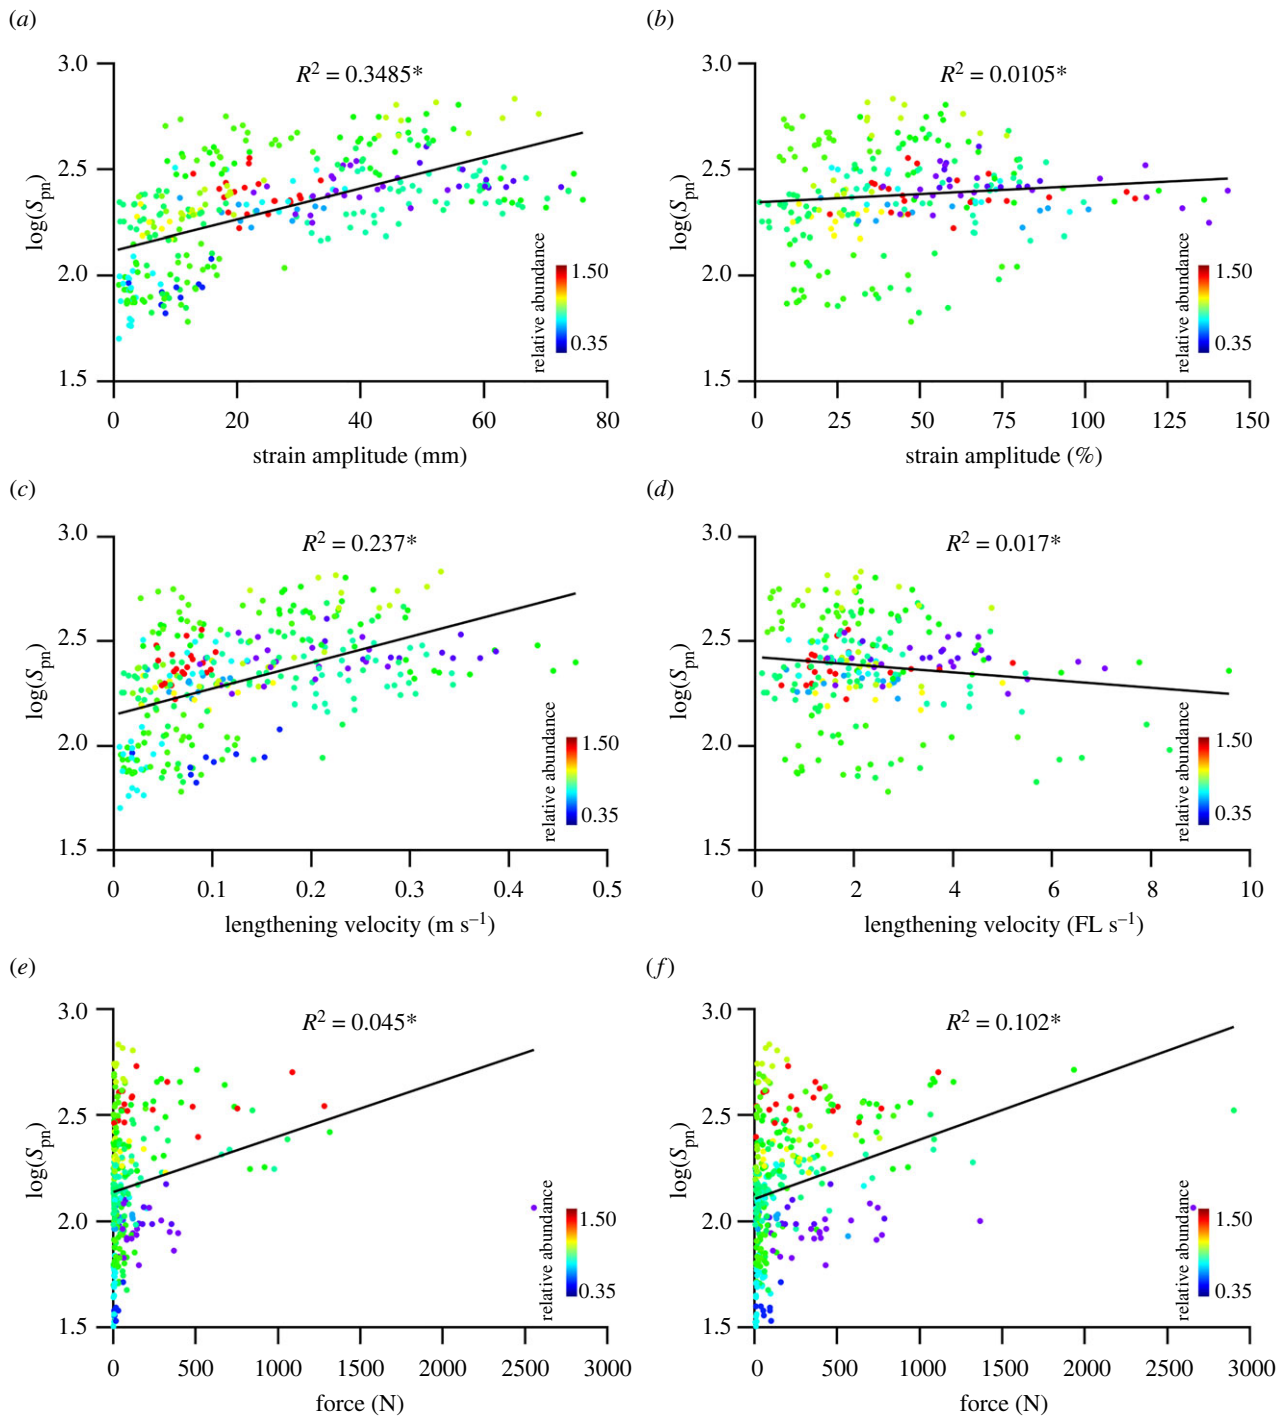 (a)
R² = 0.3485*
3.0
2.5
2.0
1.5
log(Spn)
relative abundance
1.50
0.35
0
20
40
60
80
strain amplitude (mm)
(b)
R² = 0.0105*
3.0
2.5
2.0
1.5
log(Spn)
relative abundance
1.50
0.35
0
25
50
75
100
125
150
strain amplitude (%)
(c)
R² = 0.237*
3.0
2.5
2.0
1.5
log(Spn)
relative abundance
1.50
0.35
0
0.1
0.2
0.3
0.4
0.5
lengthening velocity (m s⁻¹)
(d)
R² = 0.017*
3.0
2.5
2.0
1.5
log(Spn)
relative abundance
1.50
0.35
0
2
4
6
8
10
lengthening velocity (FL s⁻¹)
(e)
R² = 0.045*
3.0
2.5
2.0
1.5
log(Spn)
relative abundance
1.50
0.35
0
500
1000
1500
2000
2500
3000
force (N)
(f)
R² = 0.102*
3.0
2.5
2.0
1.5
log(Spn)
relative abundance
1.50
0.35
0
500
1000
1500
2000
2500
3000
force (N)